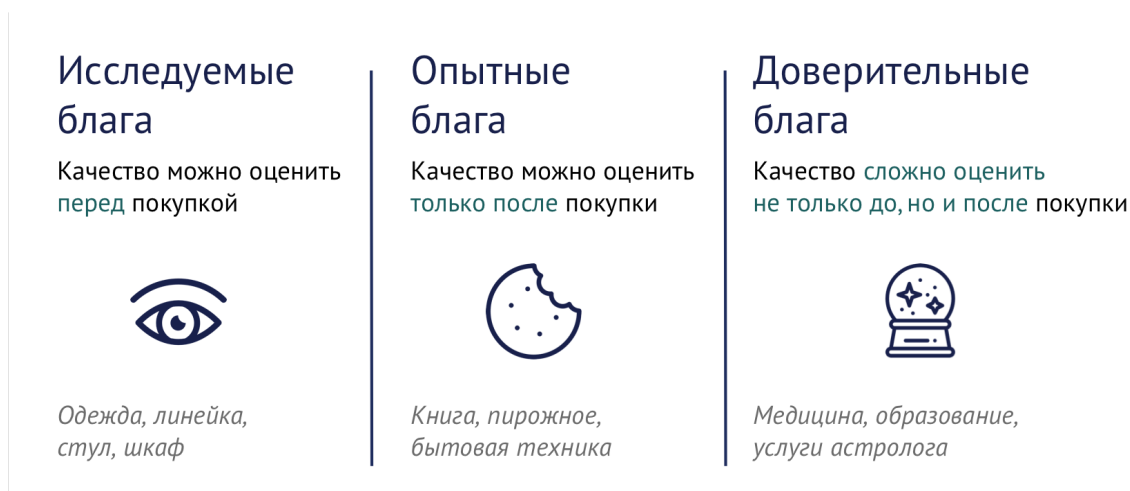 Исследуемые
блага
Качество можно оценить
перед покупкой
Одежда, линейка,
стул, шкаф
Опытные
блага
Качество можно оценить
только после покупки
Книга, пирожное,
бытовая техника
Доверительные
блага
Качество сложно оценить
не только до, но и после покупки
Медицина, образование,
услуги астролога